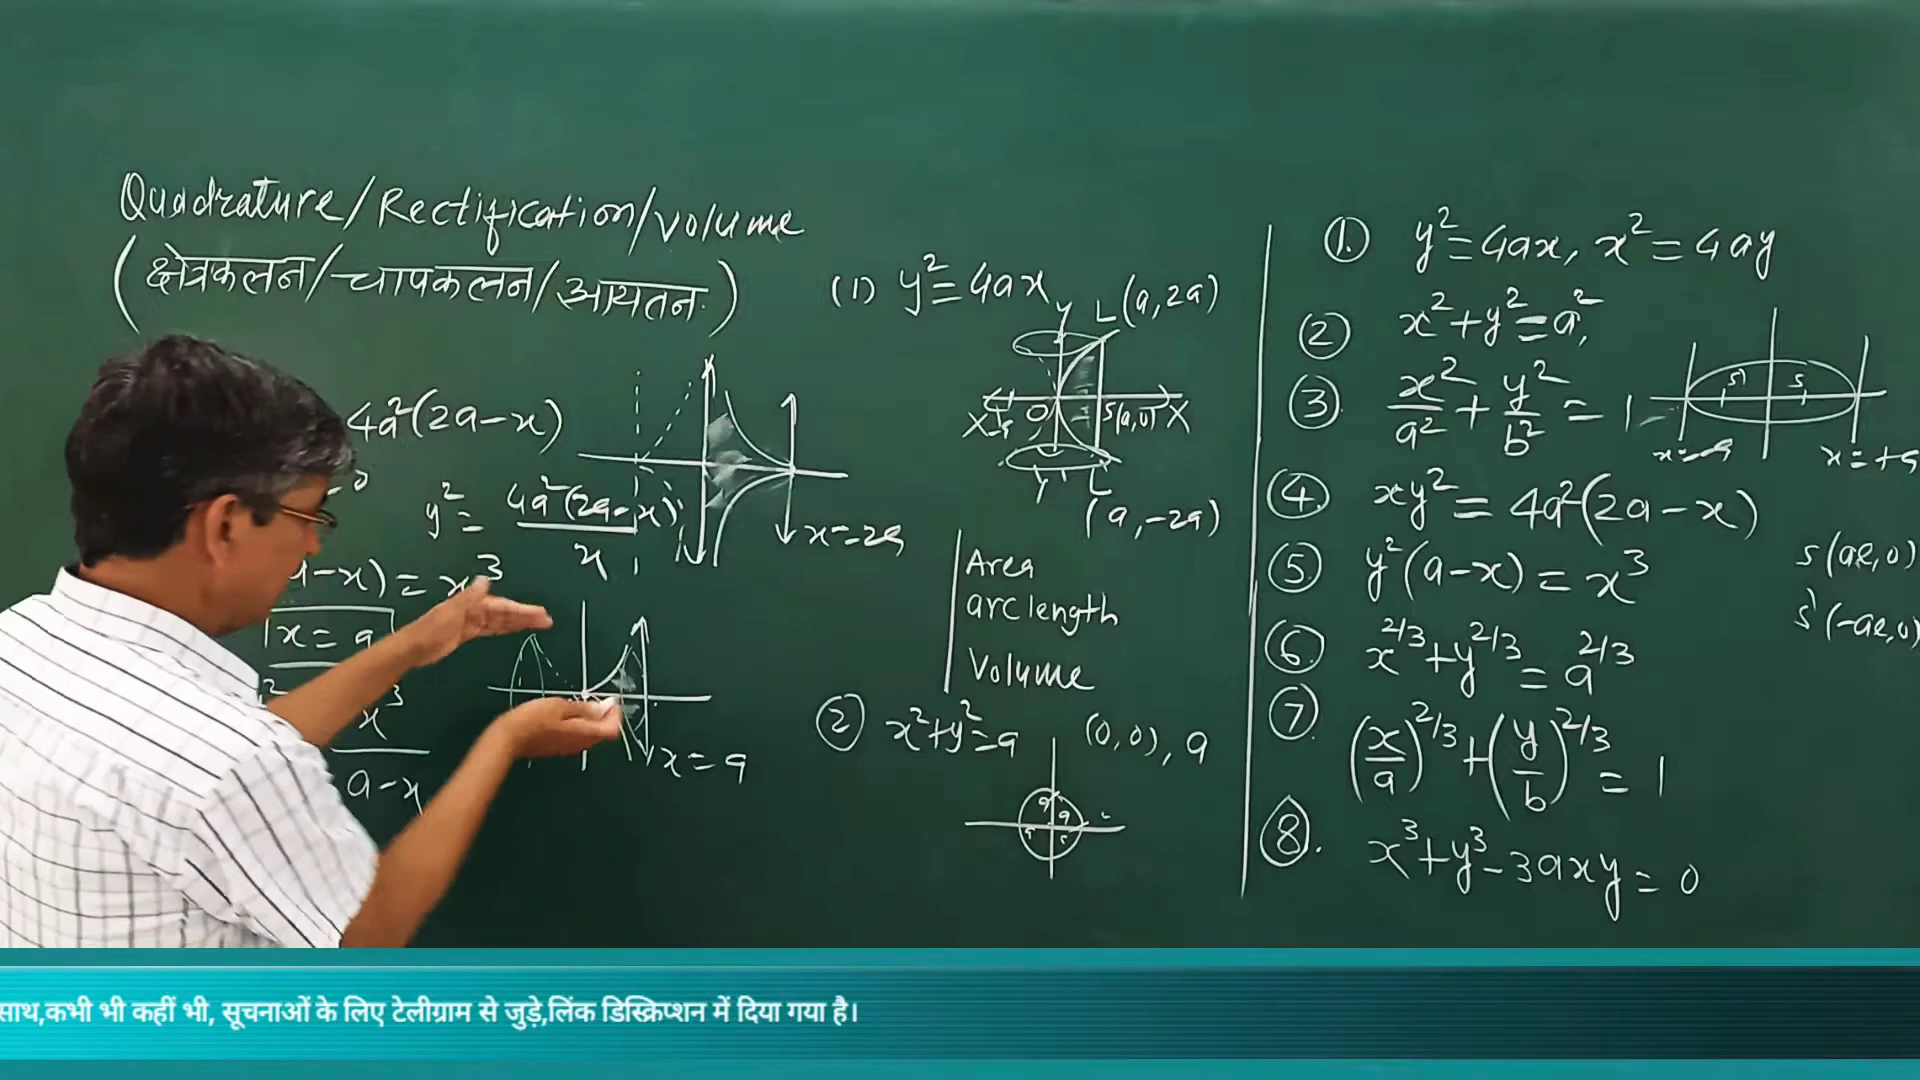 Quadrature/Rectification/volume
(क्षेत्रकलन/चापकलन/आयतन)
4a²(2a-x)
y² = 4a²(2a-x)/x
x=2a
a-x) = x³
x = a
x³
a-x
x = a
(1) y² = 4ax
Y
L (a, 2a)
O
S(a,0) X
Y'
L'
(a, -2a)
Area
arc length
Volume
② x²+y²=a (0,0), a
①. y²=4ax, x²=4ay
② x²+y²=a²,
③. x²/a² + y²/b² = 1
S' S
x=-a x=+a
④. xy² = 4a²(2a-x)
⑤. y²(a-x) = x³
S(ae,0)
S'(-ae,0)
⑥. x^2/3+y^2/3 = a^2/3
⑦ (x/a)^2/3+(y/b)^2/3 = 1
⑧. x³+y³-3axy = 0
साथ,कभी भी कहीं भी, सूचनाओं के लिए टेलीग्राम से जुड़े,लिंक डिस्क्रिप्शन में दिया गया है।